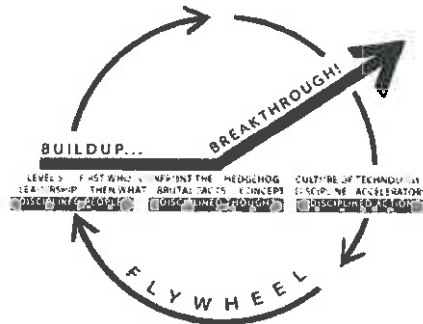 BREAKTHROUGH!
BUILDUP...
LEVEL 5 FIRST WHO THE HEDGEHOG CULTURE OF TECHNOLOGY
LEADERSHIP THEN WHAT BRUTAL FACTS CONCEPT DISCIPLINE ACCELERATORS
DISCIPLINED PEOPLE DISCIPLINED THOUGHT DISCIPLINED ACTION
FLYWHEEL